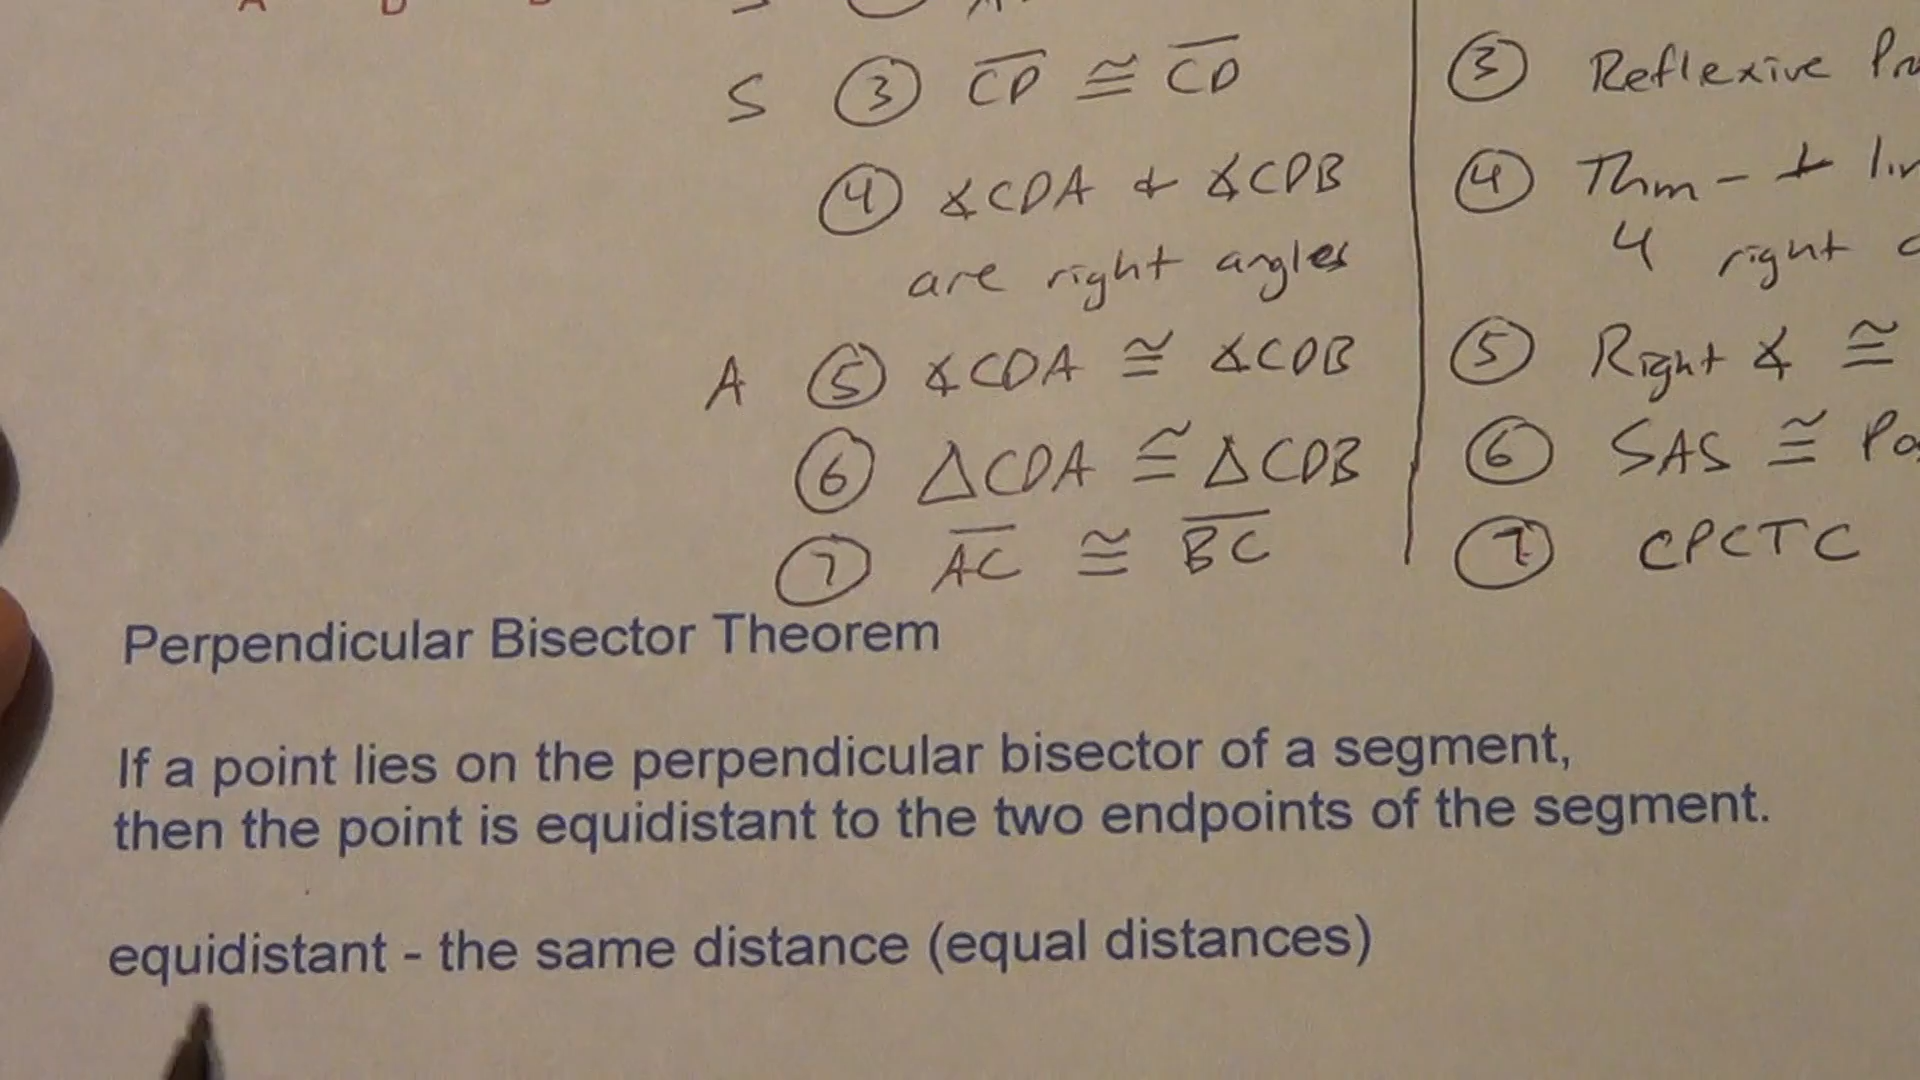 S ③ CD ≅ CD ③ Reflexive
④ ∡CDA + ∡CDB ④ Thm - ⊥
are right angles 4 right
A ⑤ ∡CDA ≅ ∡CDB ⑤ Right ∡ ≅
⑥ △CDA ≅ △CDB ⑥ SAS ≅
⑦ AC ≅ BC ⑦ CPCTC
Perpendicular Bisector Theorem
If a point lies on the perpendicular bisector of a segment,
then the point is equidistant to the two endpoints of the segment.
equidistant - the same distance (equal distances)